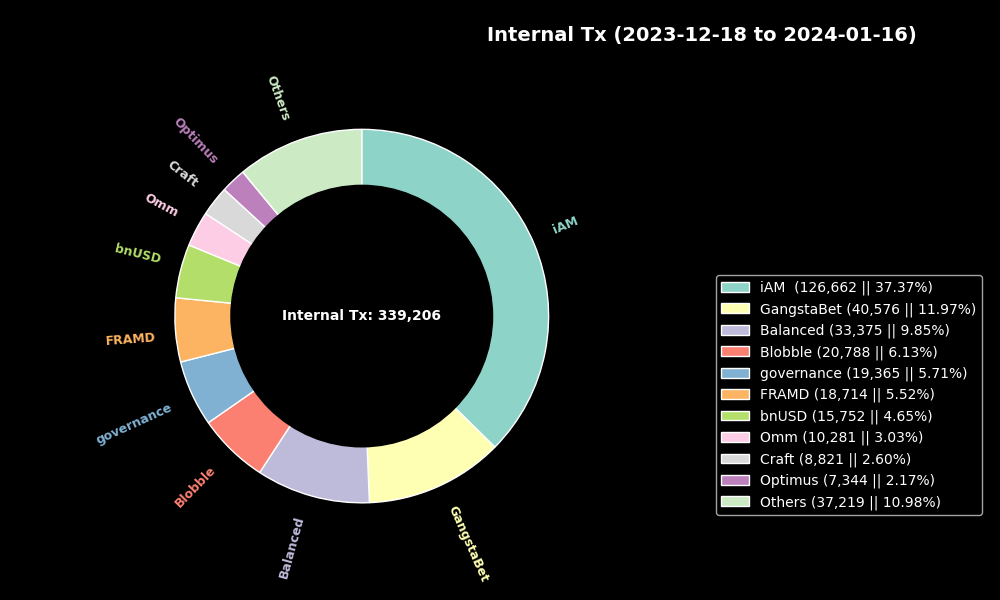 Internal Tx (2023-12-18 to 2024-01-16)
Others
Optimus
Craft
Omm
bnUSD
FRAMD
governance
Blobble
Balanced
GangstaBet
iAM
Internal Tx: 339,206
iAM  (126,662 || 37.37%)
GangstaBet (40,576 || 11.97%)
Balanced (33,375 || 9.85%)
Blobble (20,788 || 6.13%)
governance (19,365 || 5.71%)
FRAMD (18,714 || 5.52%)
bnUSD (15,752 || 4.65%)
Omm (10,281 || 3.03%)
Craft (8,821 || 2.60%)
Optimus (7,344 || 2.17%)
Others (37,219 || 10.98%)